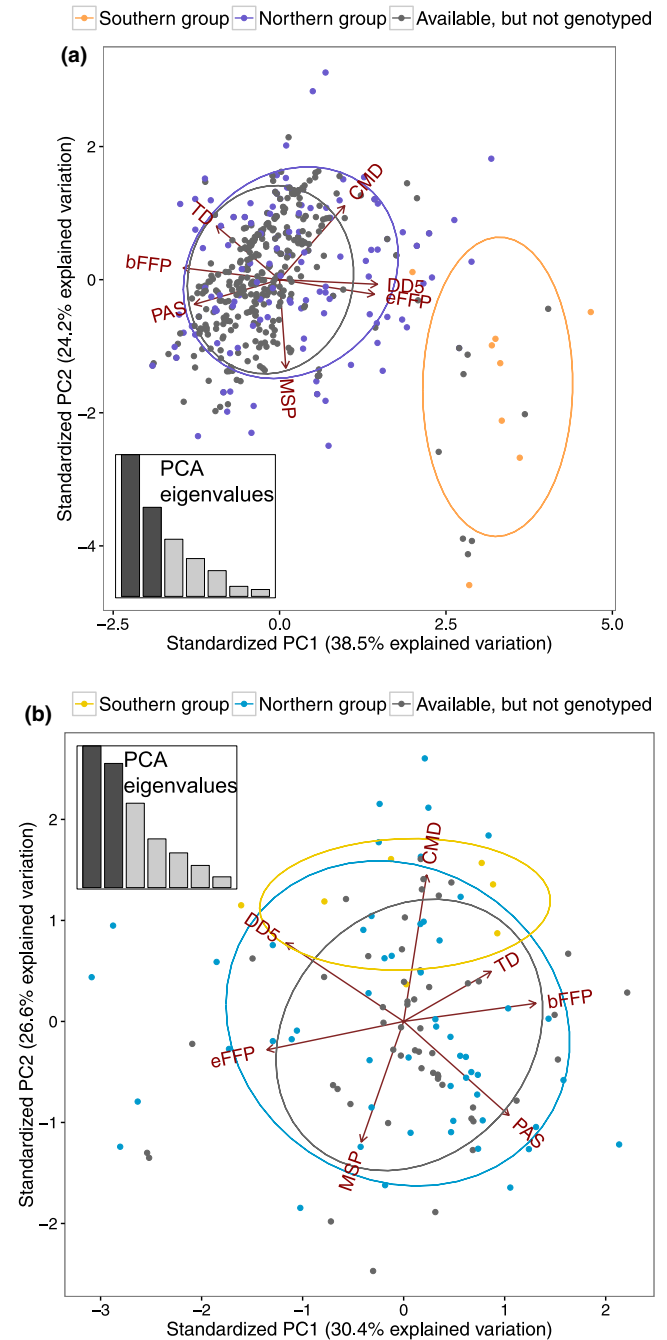 Southern group Northern group Available, but not genotyped
(a)
Standardized PC2 (24.2% explained variation)
2
0
−2
−4
CMD
TD
bFFP
DD5
eFFP
PAS
MSP
PCA
eigenvalues
−2.5 0.0 2.5 5.0
Standardized PC1 (38.5% explained variation)
(b)
Southern group Northern group Available, but not genotyped
PCA
eigenvalues
Standardized PC2 (26.6% explained variation)
2
1
0
−1
−2
CMD
DD5
TD
bFFP
eFFP
PAS
MSP
−3 −2 −1 0 1 2
Standardized PC1 (30.4% explained variation)